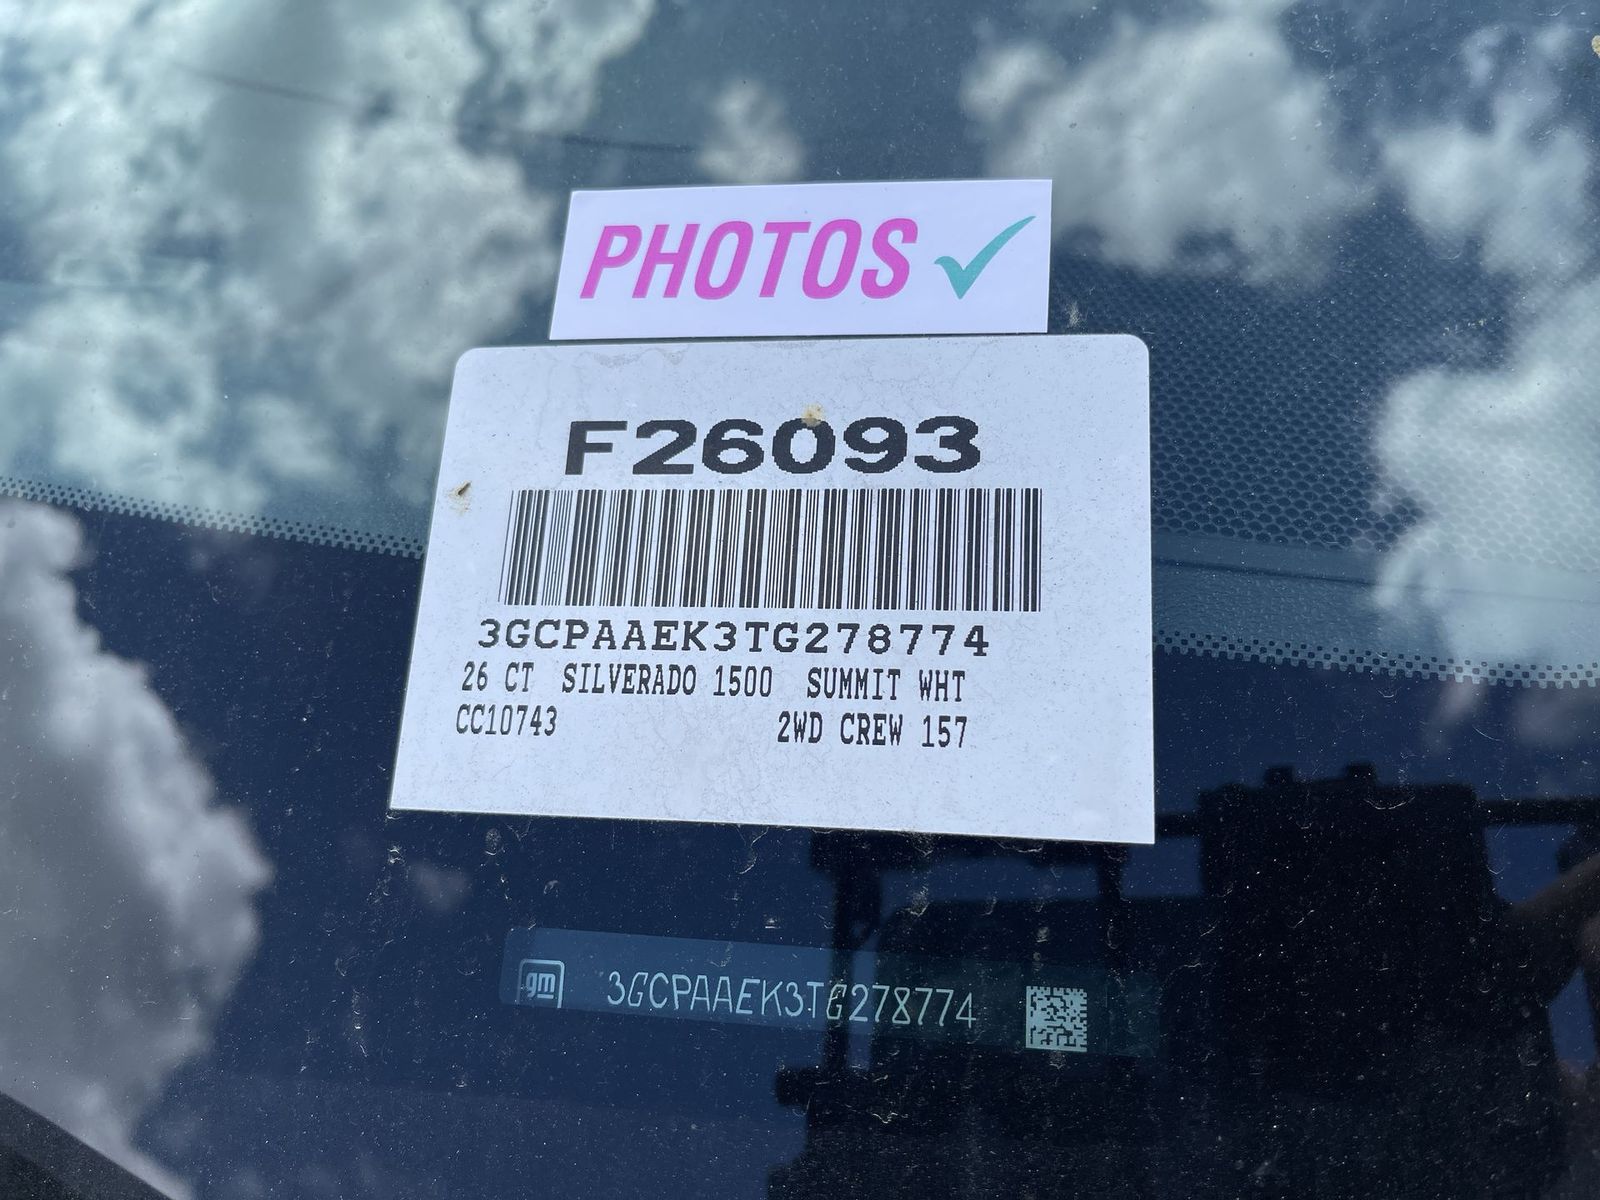 PHOTOS ✓
F26093
3GCPAAEK3TG278774
26 CT SILVERADO 1500 SUMMIT WHT
CC10743 2WD CREW 157
gm 3GCPAAEK3TG278774